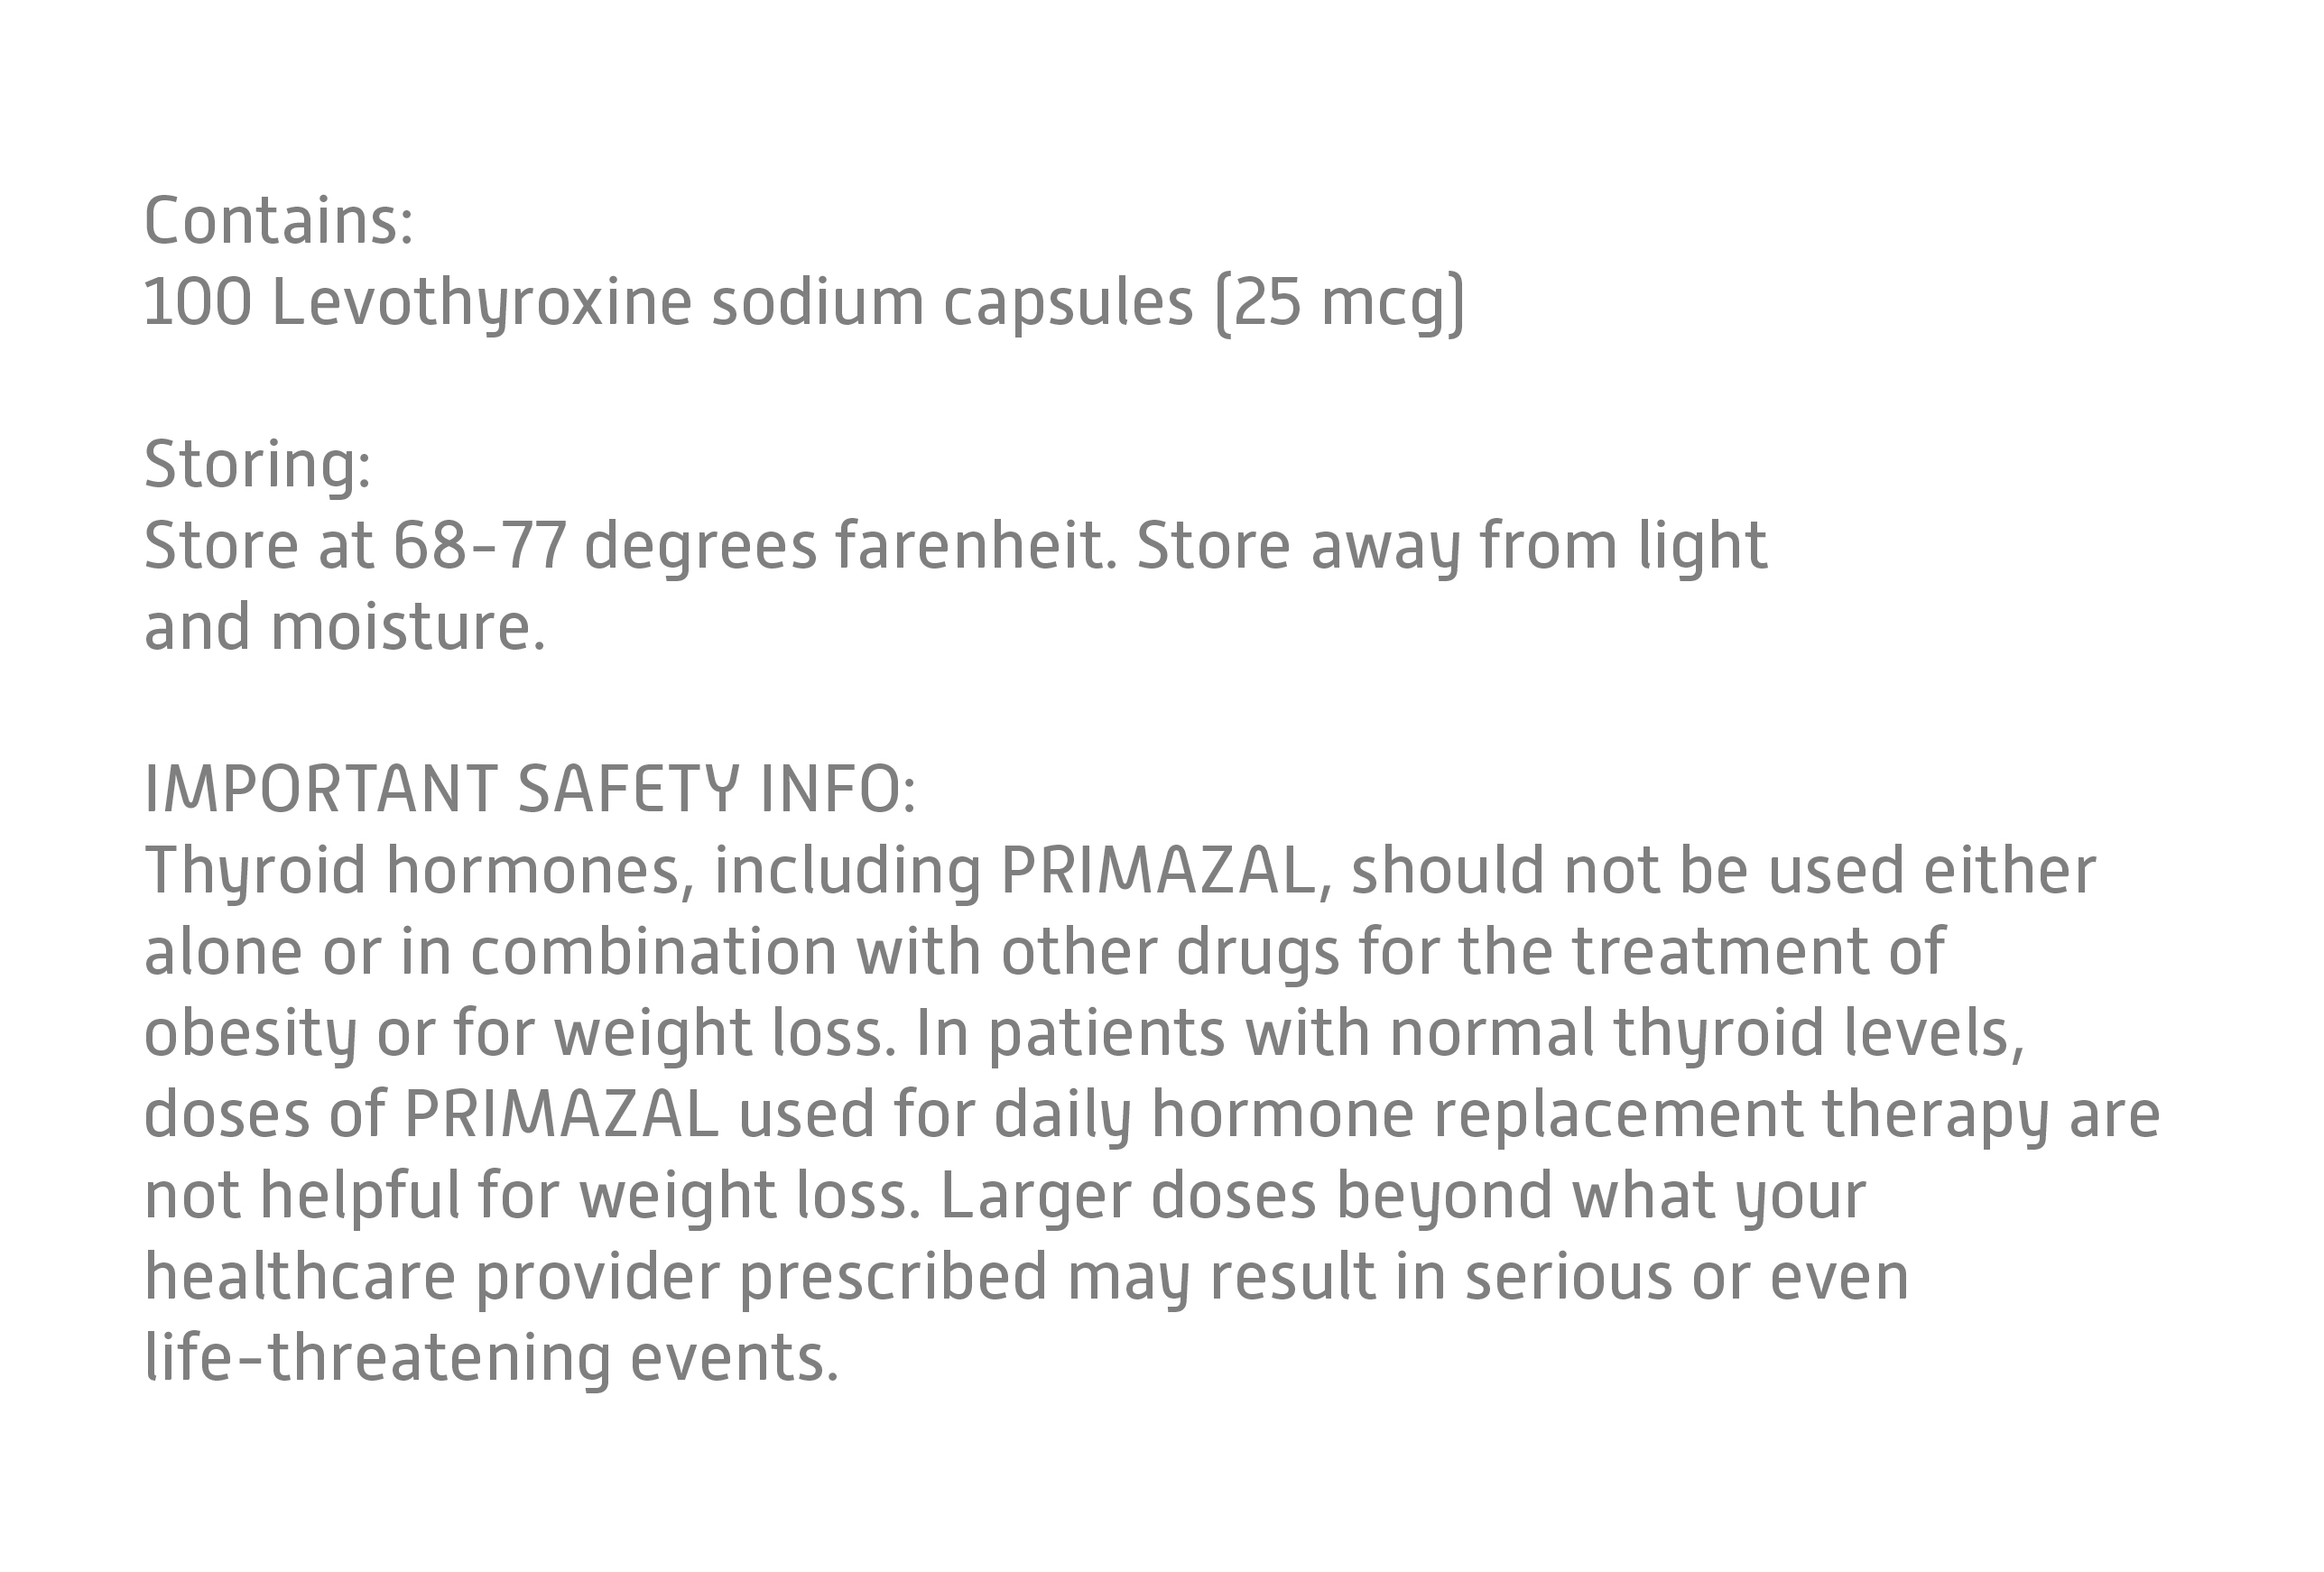 Contains:
100 Levothyroxine sodium capsules (25 mcg)
Storing:
Store at 68-77 degrees farenheit. Store away from light
and moisture.
IMPORTANT SAFETY INFO:
Thyroid hormones, including PRIMAZAL, should not be used either
alone or in combination with other drugs for the treatment of
obesity or for weight loss. In patients with normal thyroid levels,
doses of PRIMAZAL used for daily hormone replacement therapy are
not helpful for weight loss. Larger doses beyond what your
healthcare provider prescribed may result in serious or even
life-threatening events.